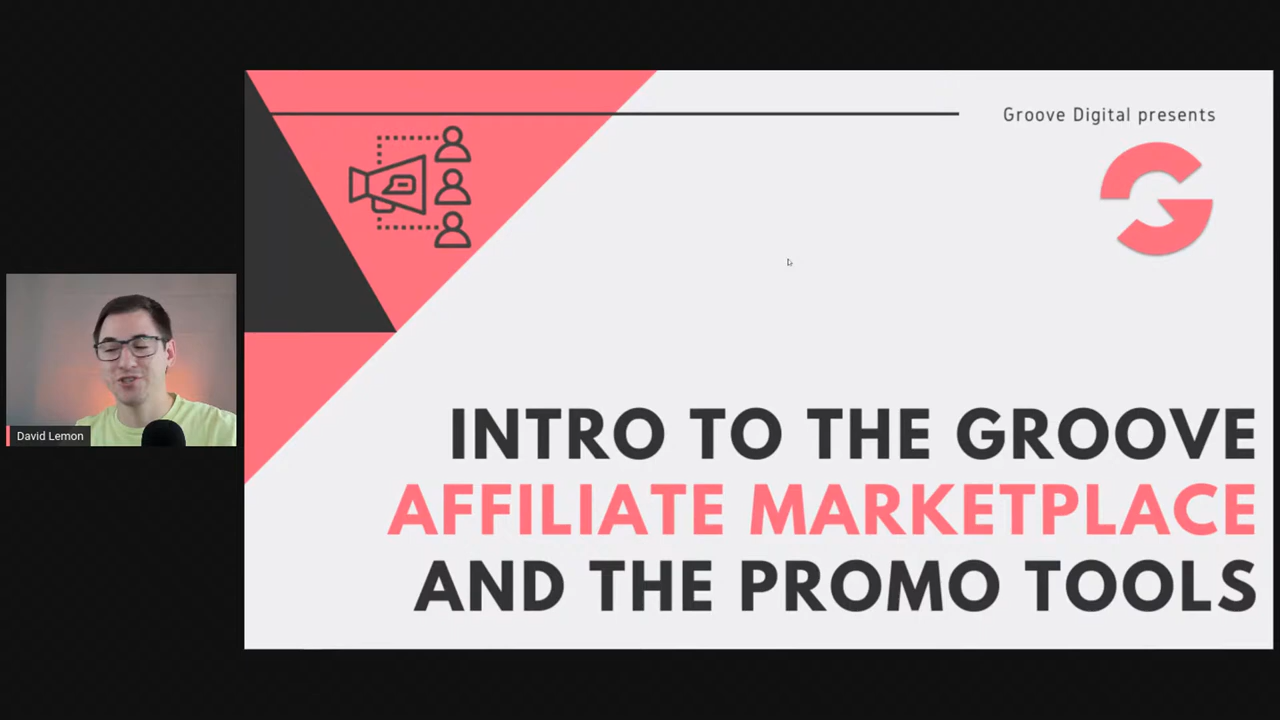 Groove Digital presents
David Lemon
INTRO TO THE GROOVE
AFFILIATE MARKETPLACE
AND THE PROMO TOOLS